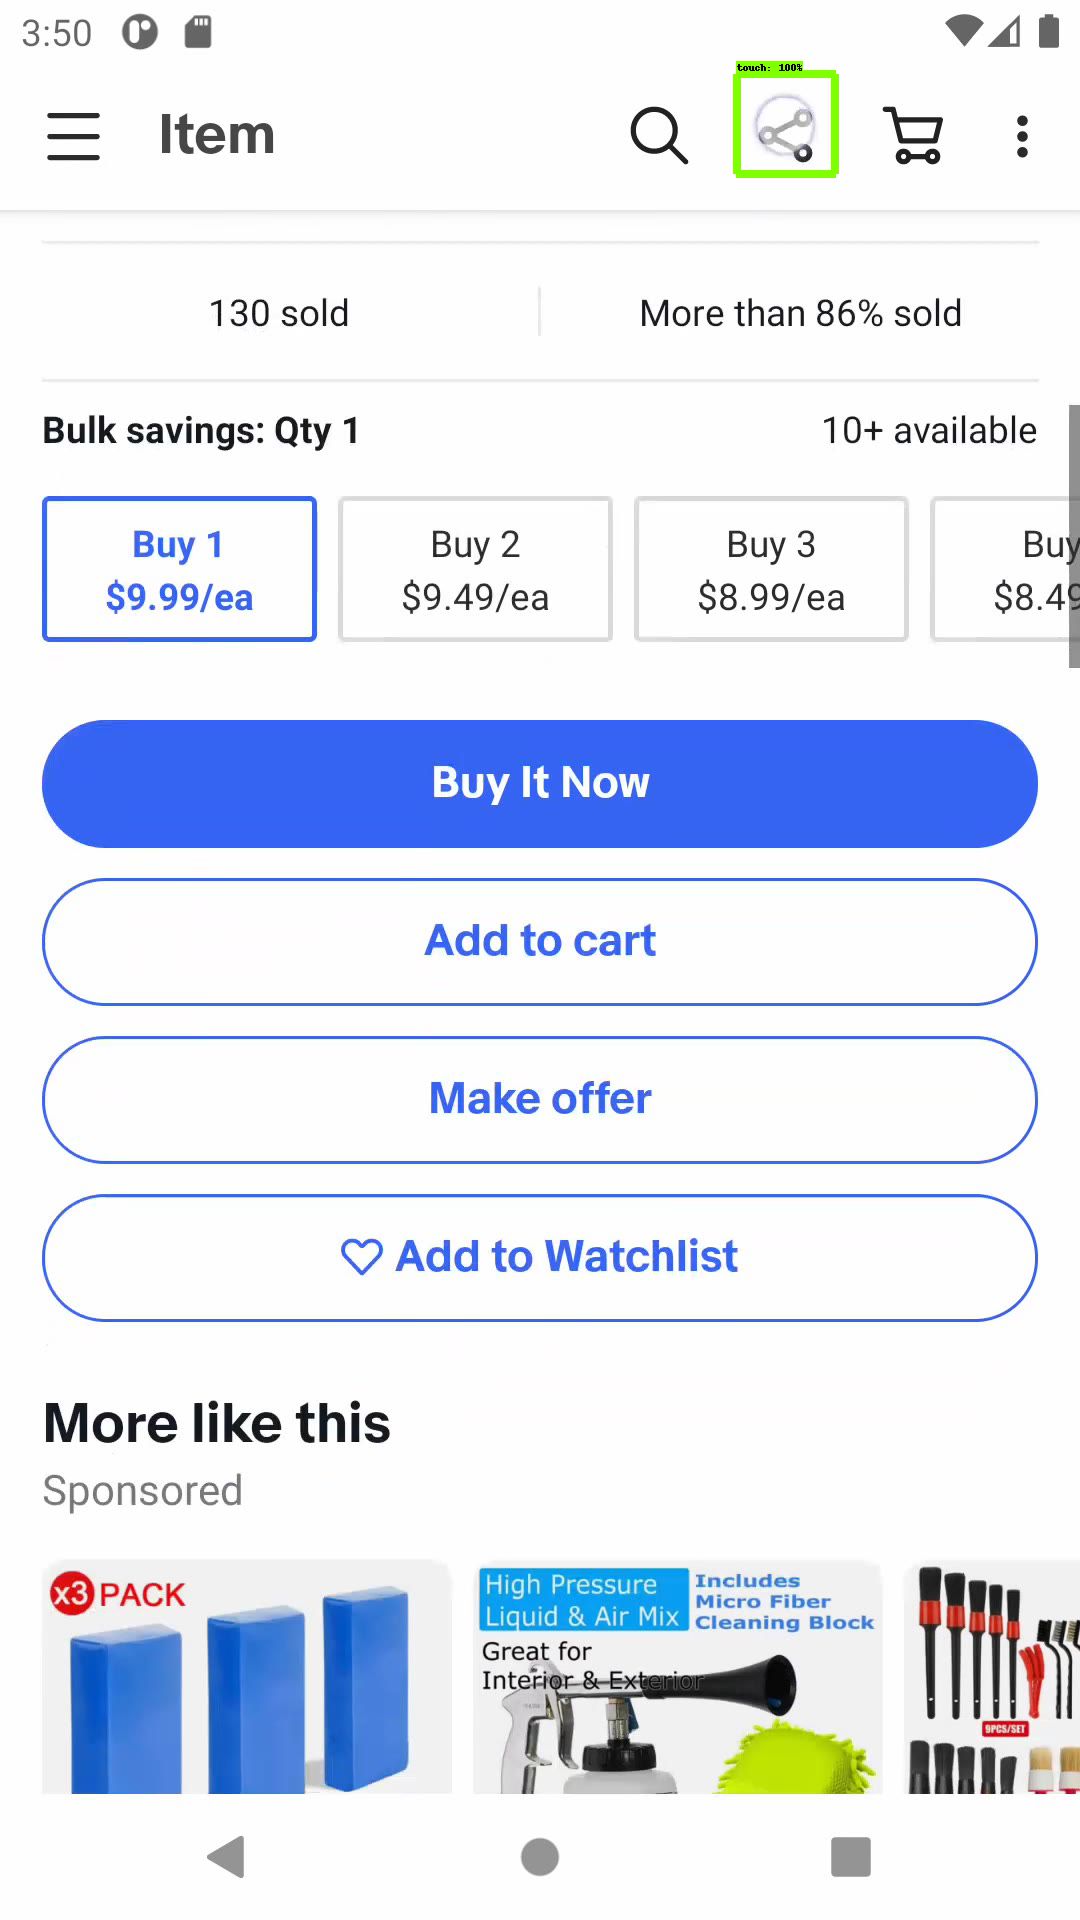 3:50
touch: 100%
Item
130 sold
More than 86% sold
Bulk savings: Qty 1
10+ available
Buy 1
$9.99/ea
Buy 2
$9.49/ea
Buy 3
$8.99/ea
Buy
$8.49
Buy It Now
Add to cart
Make offer
Add to Watchlist
More like this
Sponsored
x3 PACK
High Pressure
Liquid & Air Mix
Includes
Micro Fiber
Cleaning Block
Great for
Interior & Exterior
9PCS/SET